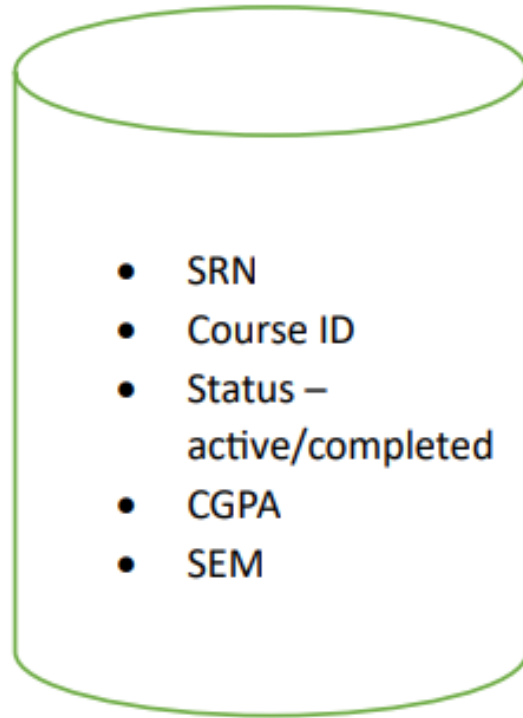 • SRN
• Course ID
• Status –
active/completed
• CGPA
• SEM